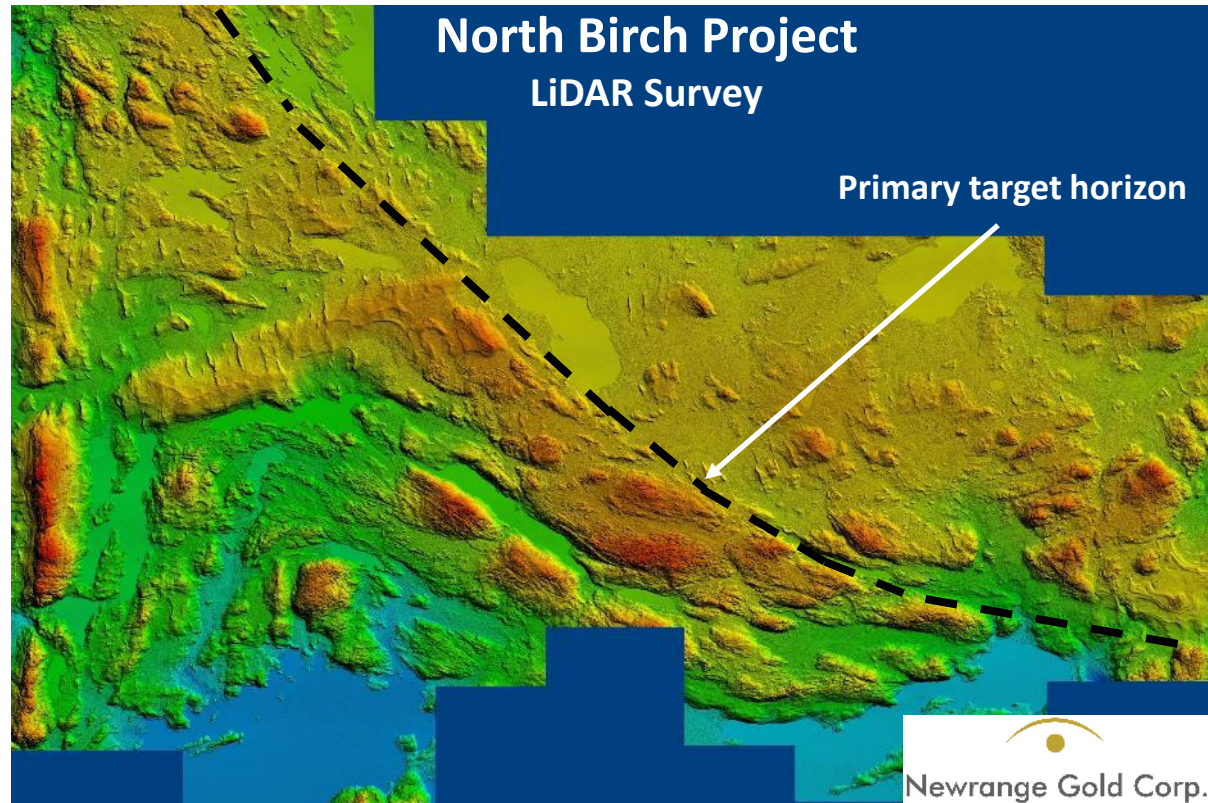 North Birch Project
LiDAR Survey
Primary target horizon
Newrange Gold Corp.